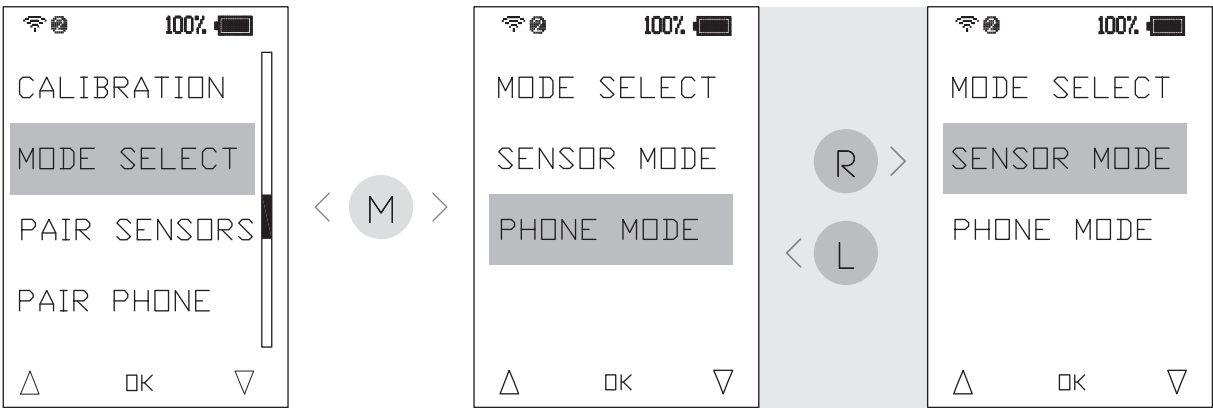 100%
CALIBRATION
MODE SELECT
PAIR SENSORS
PAIR PHONE
OK
< M >
100%
MODE SELECT
SENSOR MODE
PHONE MODE
OK
R >
< L
100%
MODE SELECT
SENSOR MODE
PHONE MODE
OK